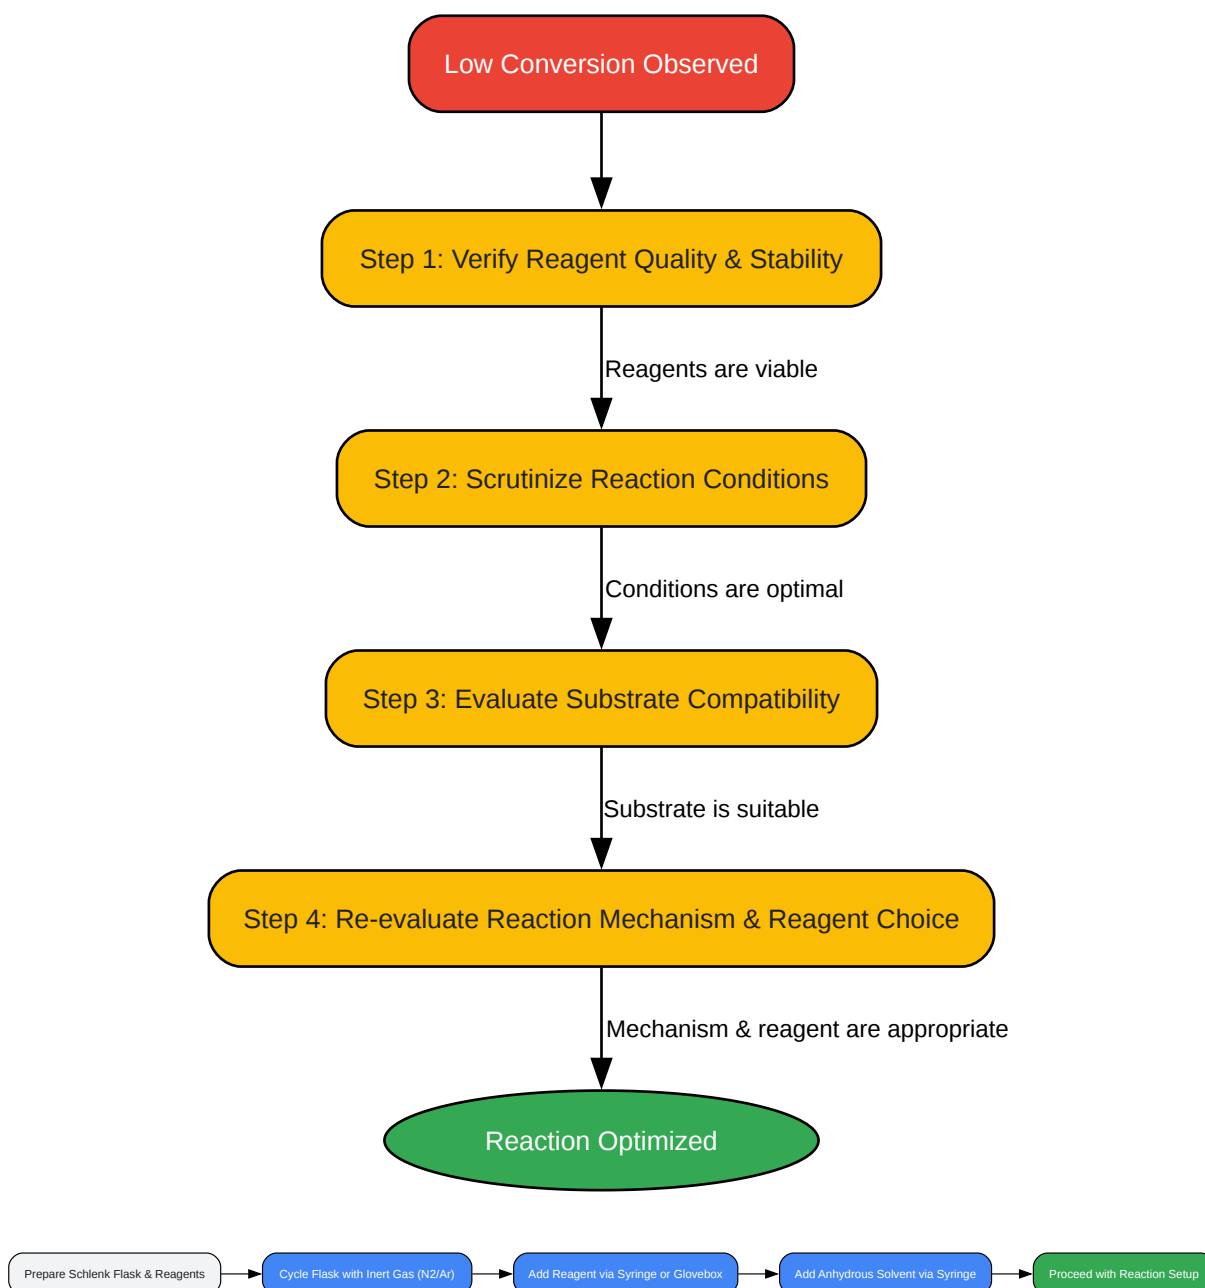 Low Conversion Observed
Step 1: Verify Reagent Quality & Stability
Reagents are viable
Step 2: Scrutinize Reaction Conditions
Conditions are optimal
Step 3: Evaluate Substrate Compatibility
Substrate is suitable
Step 4: Re-evaluate Reaction Mechanism & Reagent Choice
Mechanism & reagent are appropriate
Reaction Optimized
Prepare Schlenk Flask & Reagents
Cycle Flask with Inert Gas (N2/Ar)
Add Reagent via Syringe or Glovebox
Add Anhydrous Solvent via Syringe
Proceed with Reaction Setup